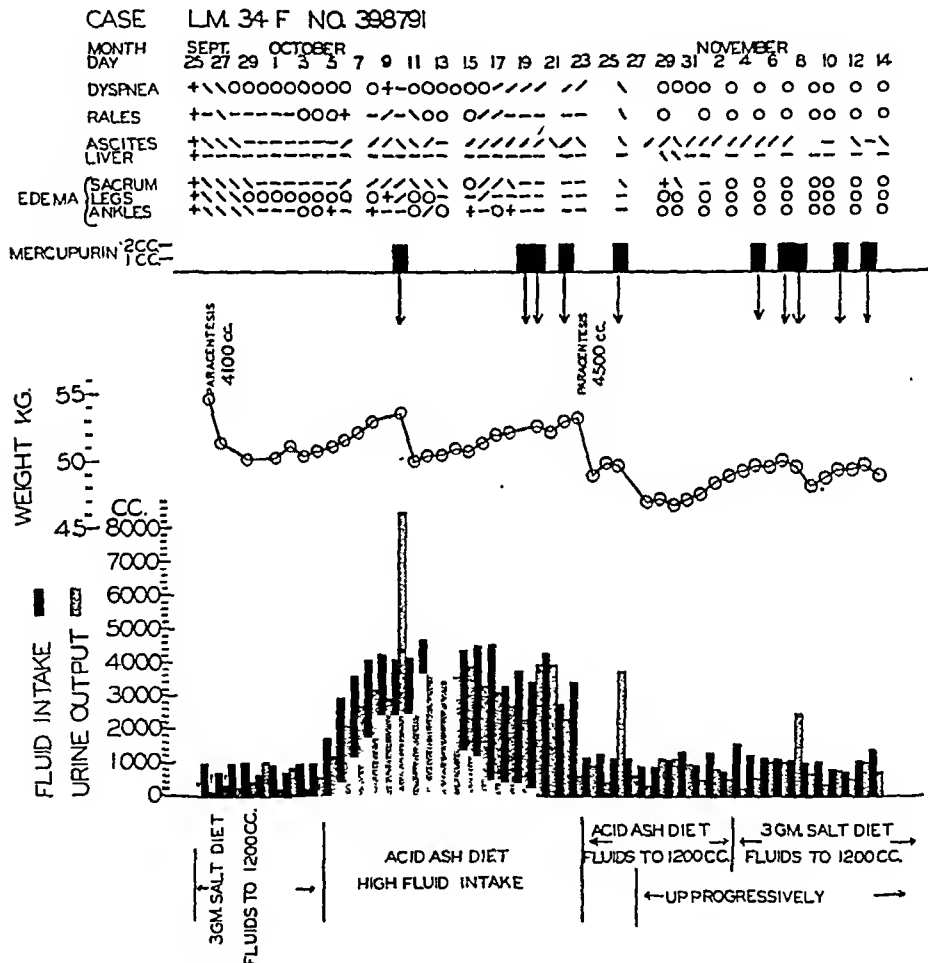 CASE L.M. 34 F NO. 398791
MONTH SEPT. OCTOBER NOVEMBER
DAY 25 27 29 1 3 5 7 9 11 13 15 17 19 21 23 25 27 29 31 2 4 6 8 10 12 14
DYSPNEA
RALES
ASCITES
LIVER
EDEMA
SACRUM
LEGS
ANKLES
MERCUPURIN 2CC.
1 CC.
PARACENTESIS
4100 CC.
PARACENTESIS
4500 CC.
WEIGHT KG.
55
50
45
CC.
8000
7000
6000
5000
4000
3000
2000
1000
0
FLUID INTAKE
URINE OUTPUT
3GM. SALT DIET
FLUIDS TO 1200CC.
ACID ASH DIET
HIGH FLUID INTAKE
ACID ASH DIET
FLUIDS TO 1200CC.
3GM. SALT DIET
FLUIDS TO 1200CC.
UP PROGRESSIVELY